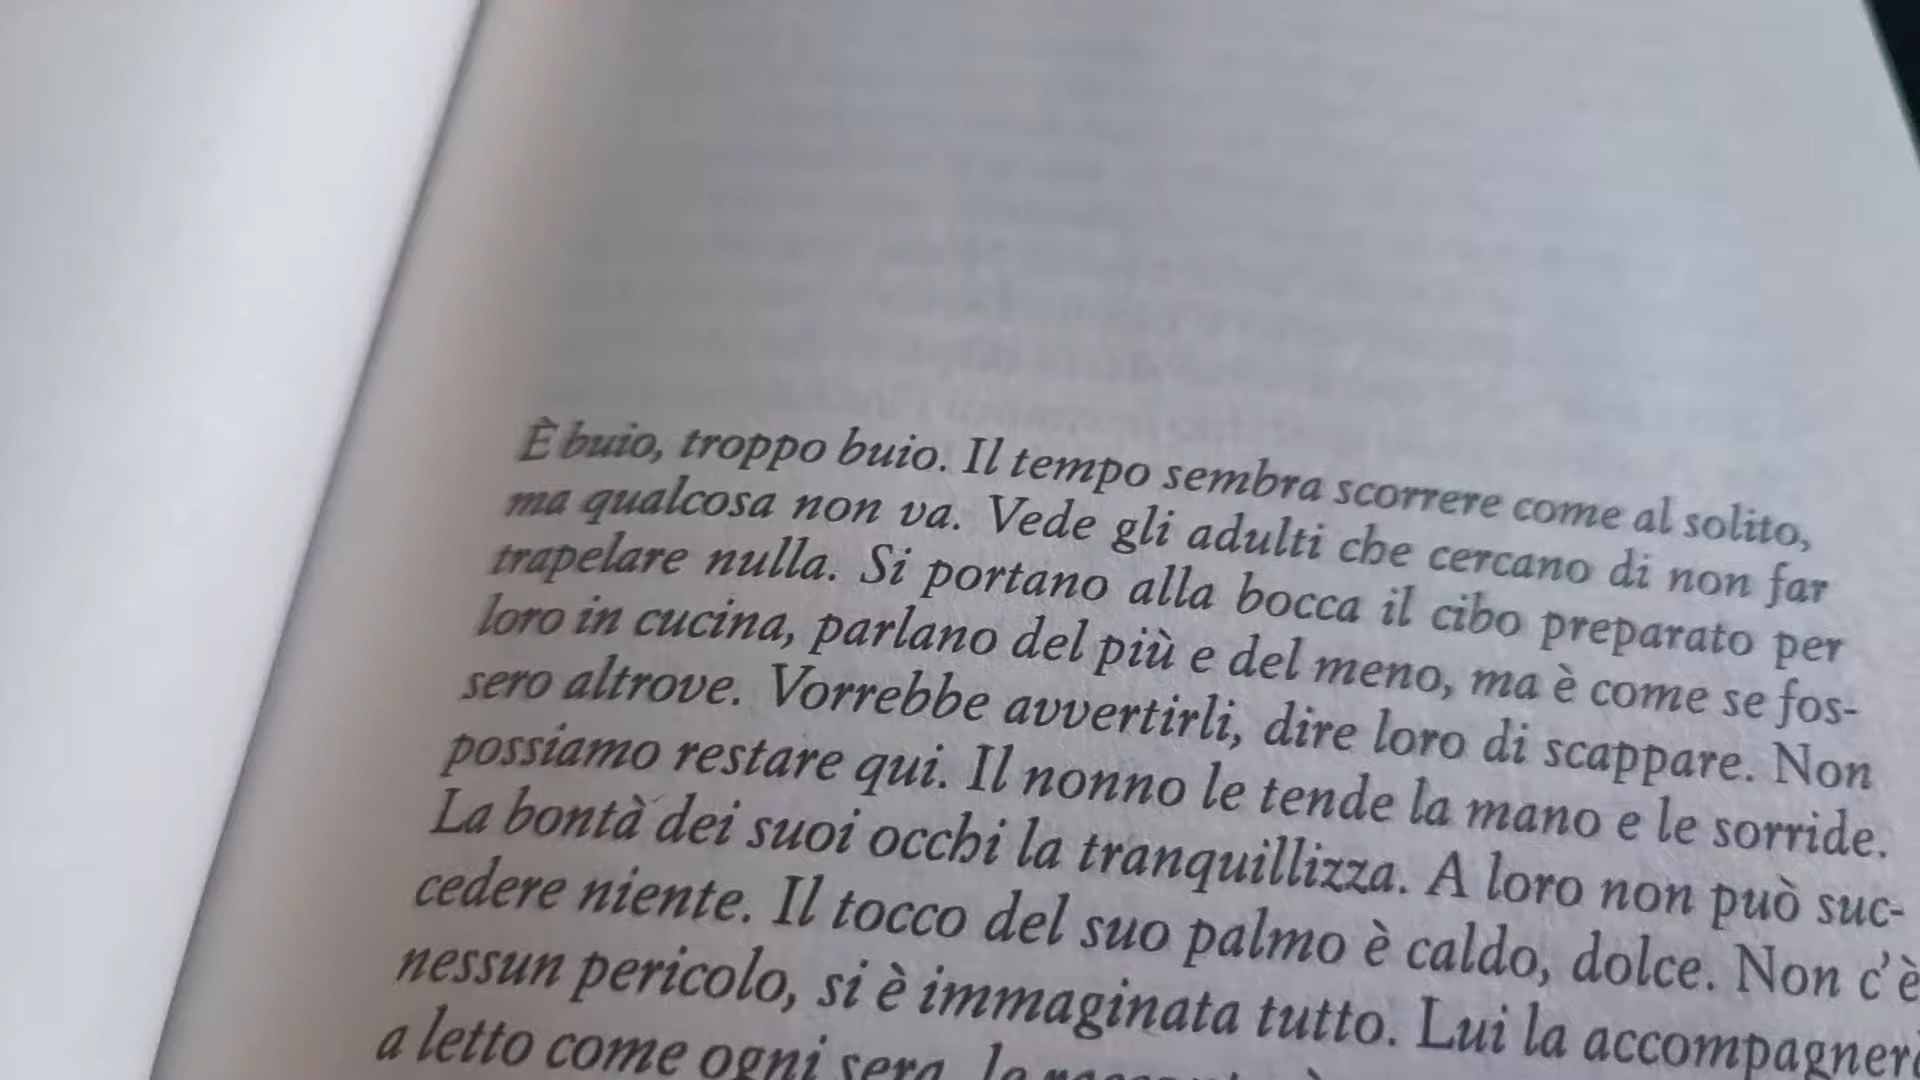 È buio, troppo buio. Il tempo sembra scorrere come al solito,
ma qualcosa non va. Vede gli adulti che cercano di non far
trapelare nulla. Si portano alla bocca il cibo preparato per
loro in cucina, parlano del più e del meno, ma è come se fos-
sero altrove. Vorrebbe avvertirli, dire loro di scappare. Non
possiamo restare qui. Il nonno le tende la mano e le sorride.
La bontà dei suoi occhi la tranquillizza. A loro non può suc-
cedere niente. Il tocco del suo palmo è caldo, dolce. Non c'è
nessun pericolo, si è immaginata tutto. Lui la accompagnerà
a letto come ogni sera, le